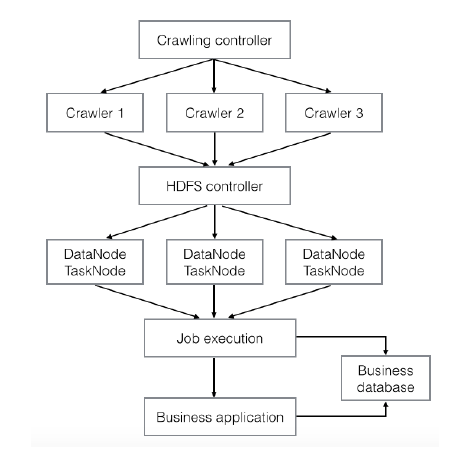 Crawling controller
Crawler 1
Crawler 2
Crawler 3
HDFS controller
DataNode
TaskNode
DataNode
TaskNode
DataNode
TaskNode
Job execution
Business
database
Business application